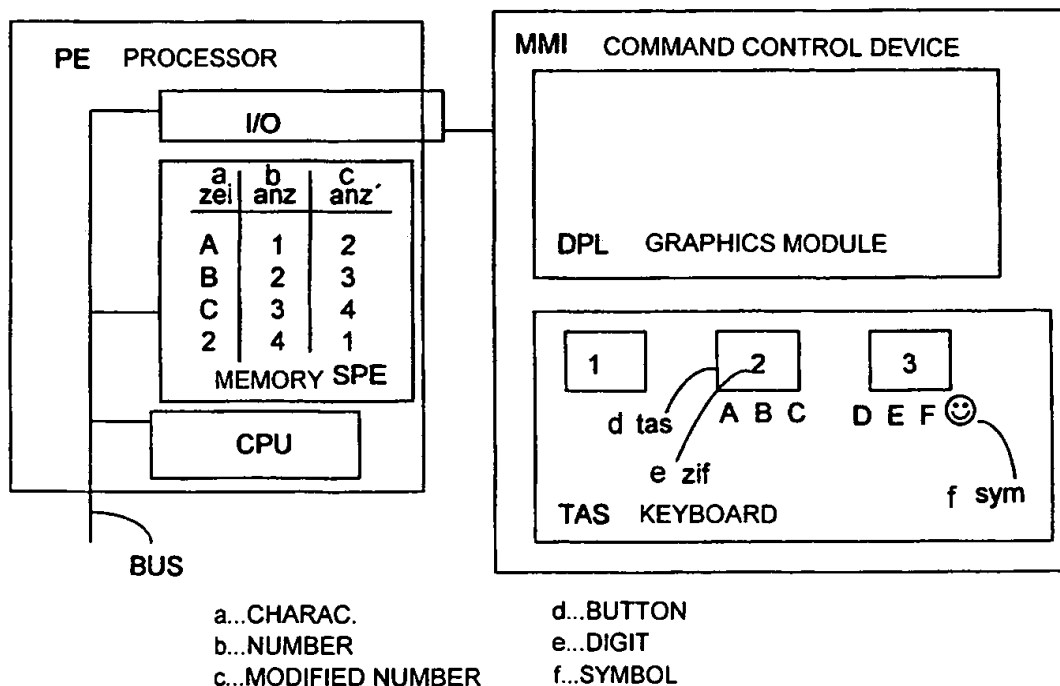 PE PROCESSOR
I/O
a b c
zei anz anz´
A 1 2
B 2 3
C 3 4
2 4 1
MEMORY SPE
CPU
BUS
MMI COMMAND CONTROL DEVICE
DPL GRAPHICS MODULE
1 2 3
d tas A B C D E F
e zif
f sym
TAS KEYBOARD
a...CHARAC.
b...NUMBER
c...MODIFIED NUMBER
d...BUTTON
e...DIGIT
f...SYMBOL